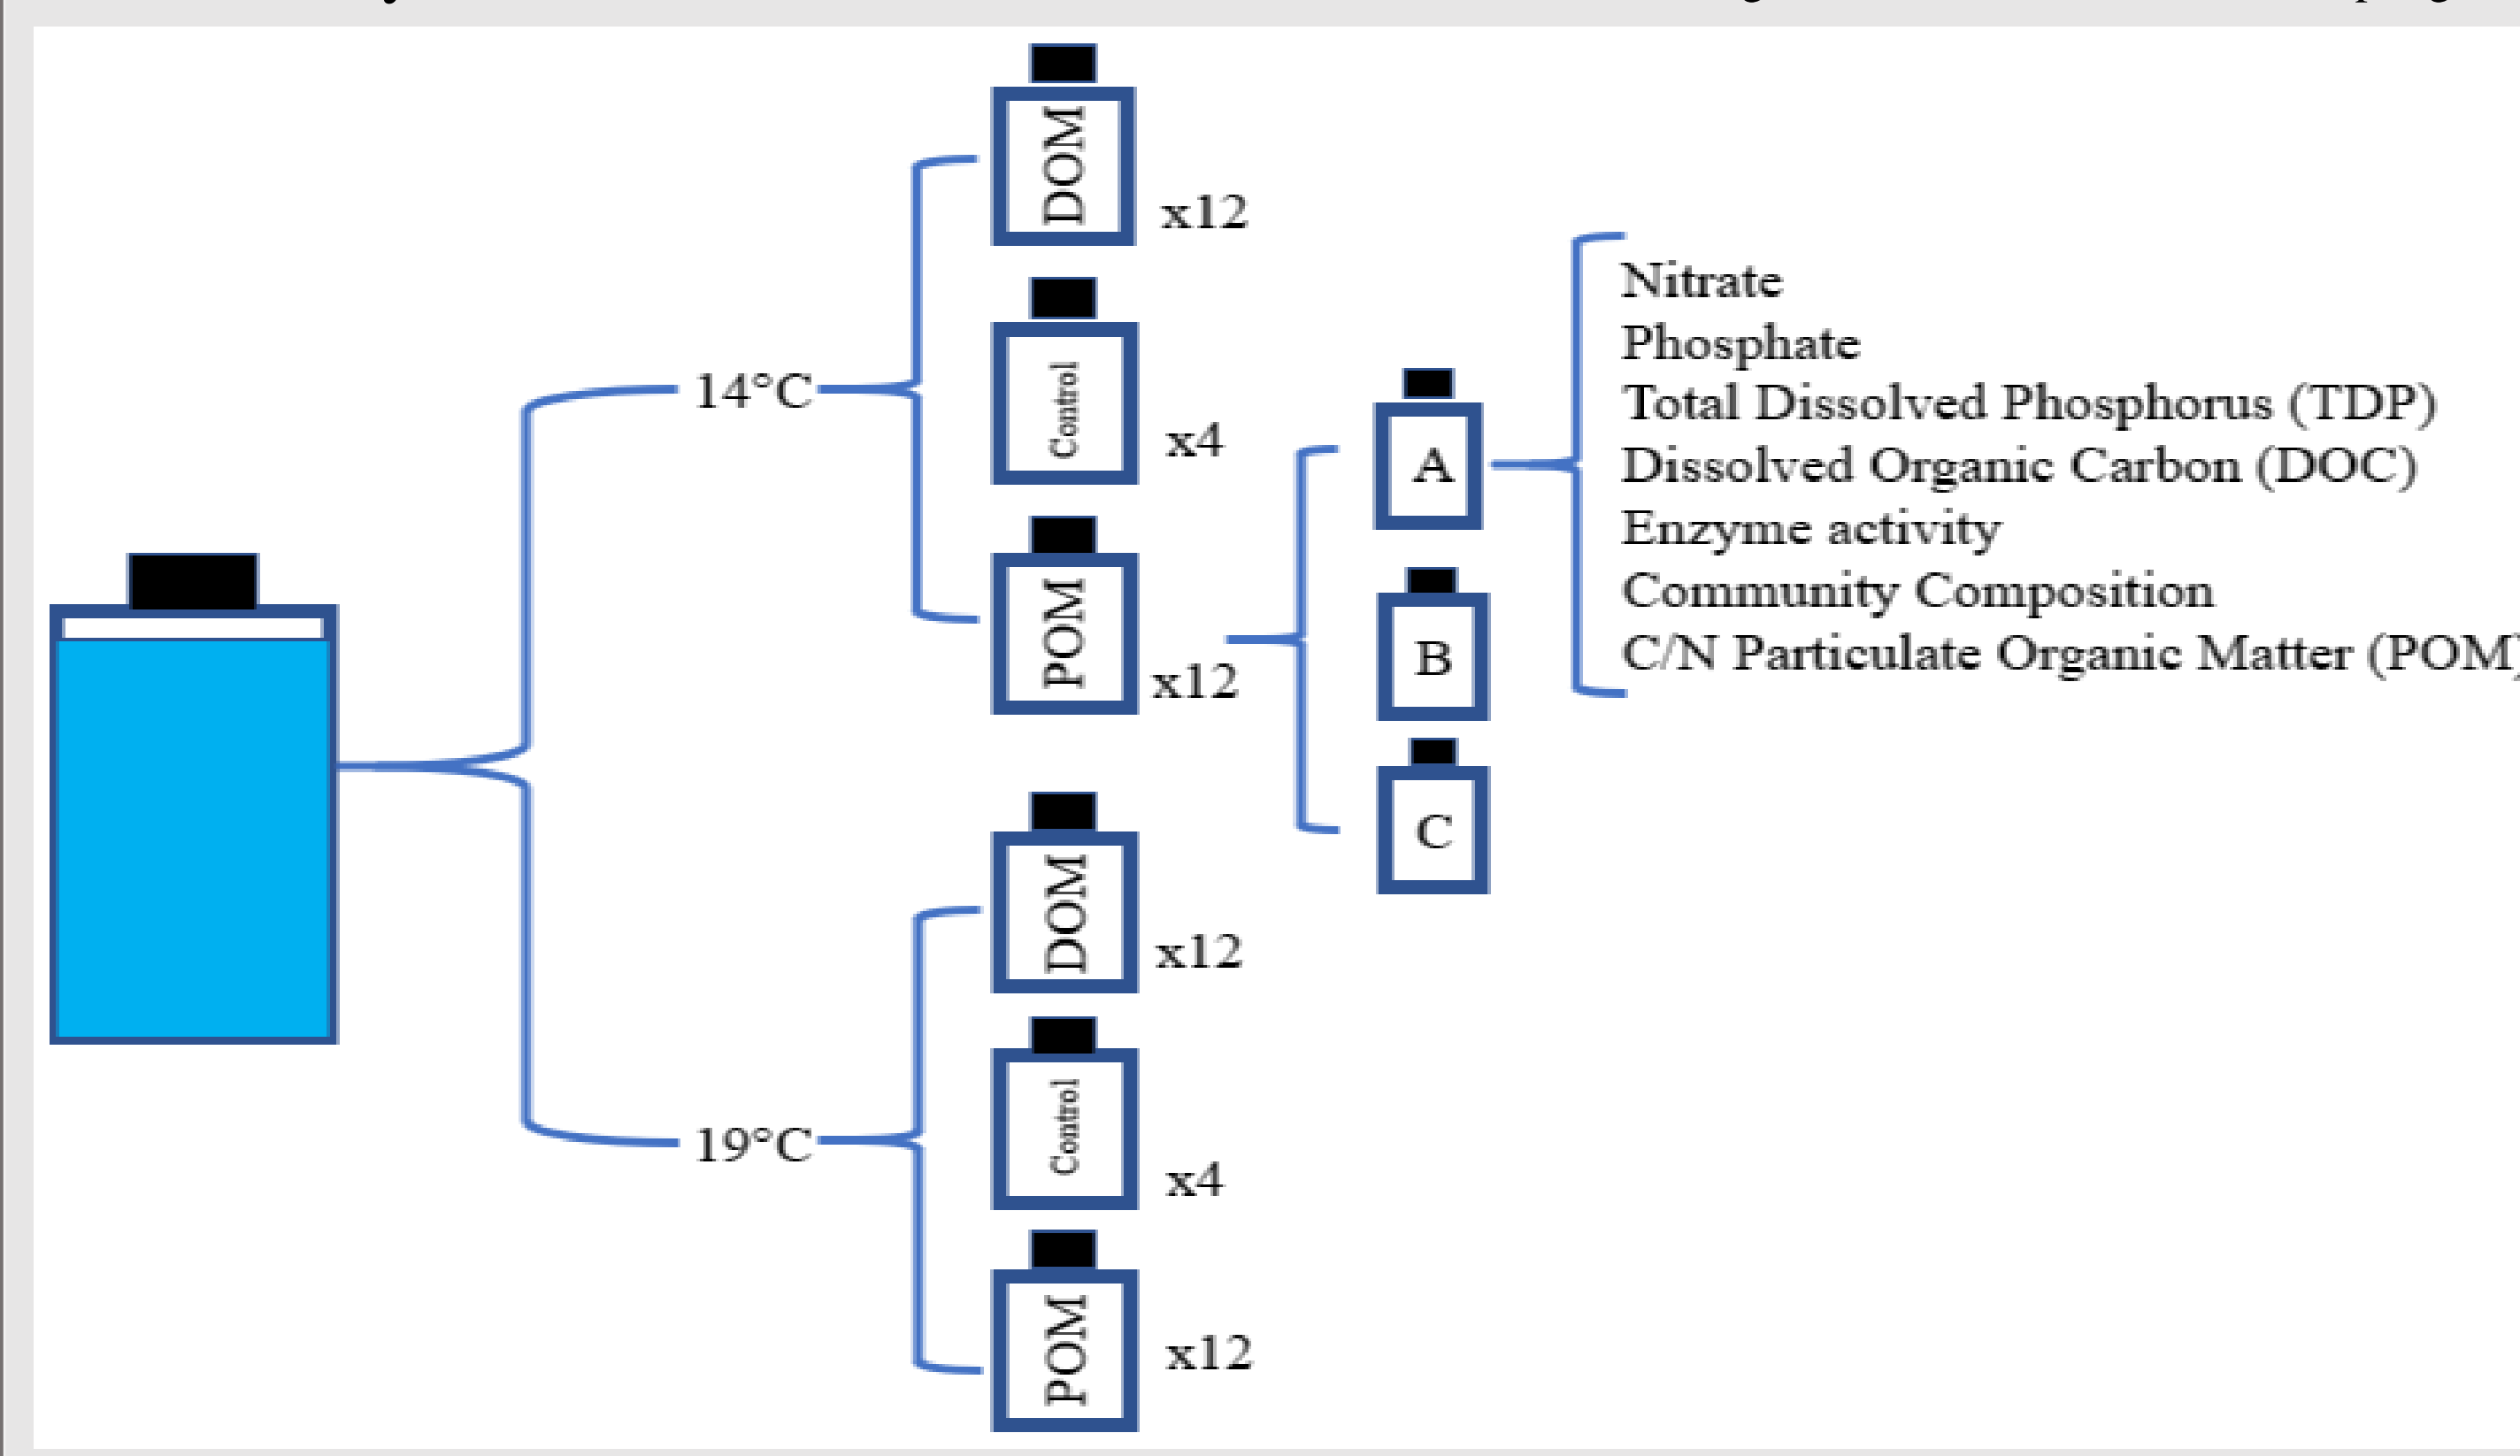 14°C
DOM
x12
Control
x4
POM
x12
A
B
C
Nitrate
Phosphate
Total Dissolved Phosphorus (TDP)
Dissolved Organic Carbon (DOC)
Enzyme activity
Community Composition
C/N Particulate Organic Matter (POM)
19°C
DOM
x12
Control
x4
POM
x12